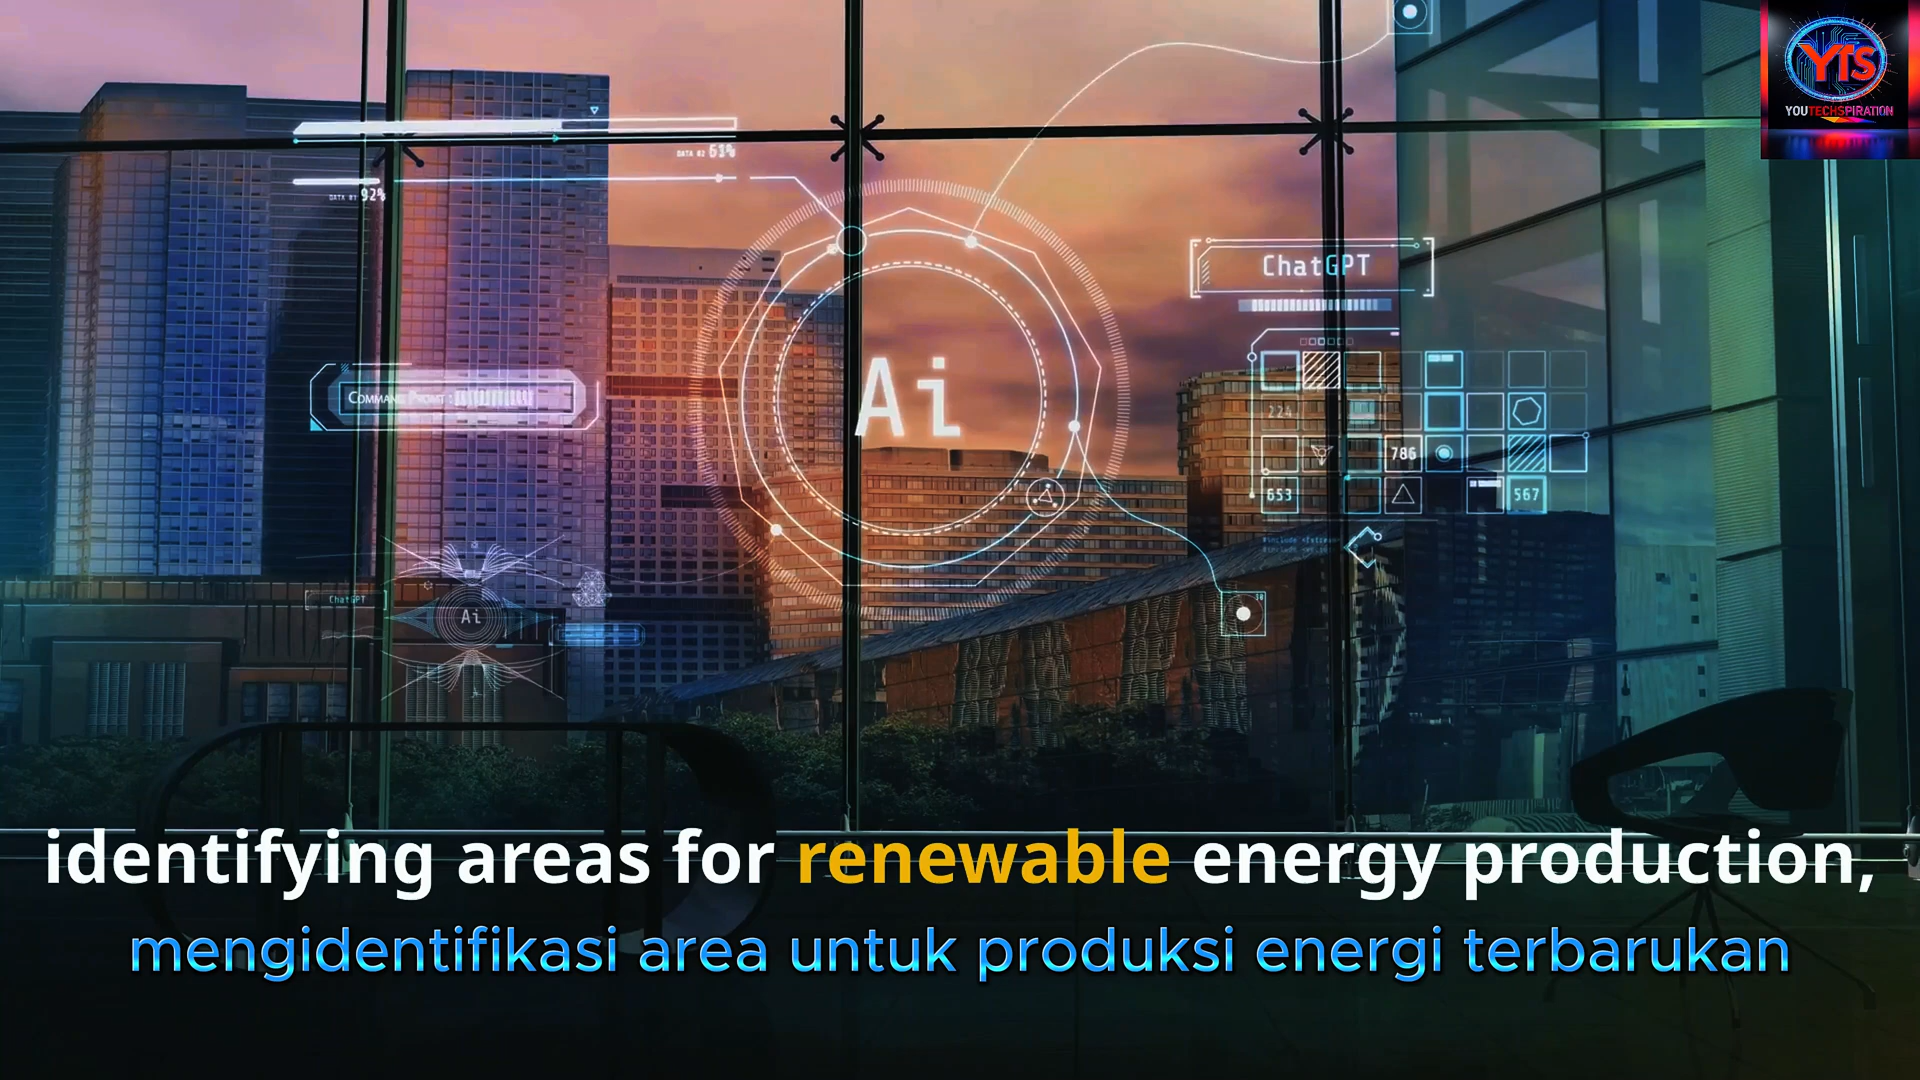 YTS
YOUTECHSPIRATION
DATA 02 61%
DATA 01 92%
ChatGPT
Ai
224
786
653
567
ChatGPT
Ai
identifying areas for renewable energy production,
mengidentifikasi area untuk produksi energi terbarukan